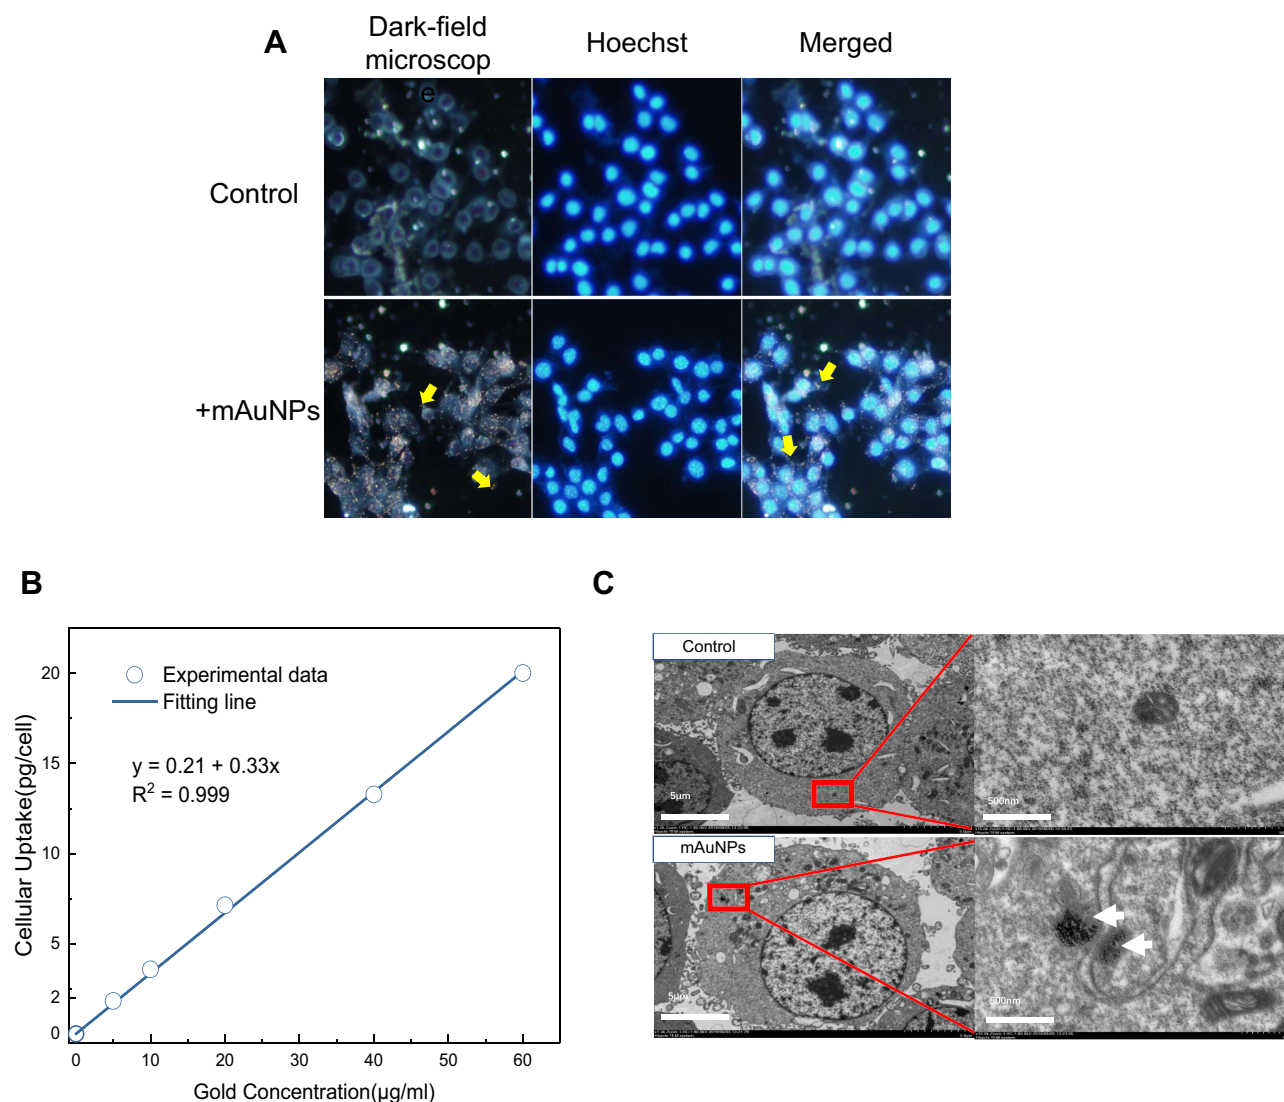 A
Dark-field
microscop
e
Hoechst
Merged
Control
+mAuNPs
B
Cellular Uptake(pg/cell)
20
15
10
5
2
0
Experimental data
Fitting line
y = 0.21 + 0.33x
R2 = 0.999
0 10 20 30 40 50 60
Gold Concentration(µg/ml)
C
Control
5µm
500nm
mAuNPs
5µm
500nm